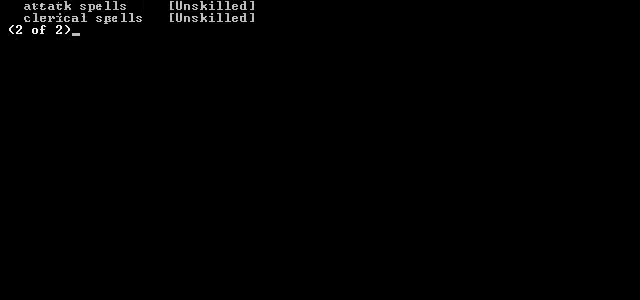 attack spells [Unskilled]
clerical spells [Unskilled]
(2 of 2)